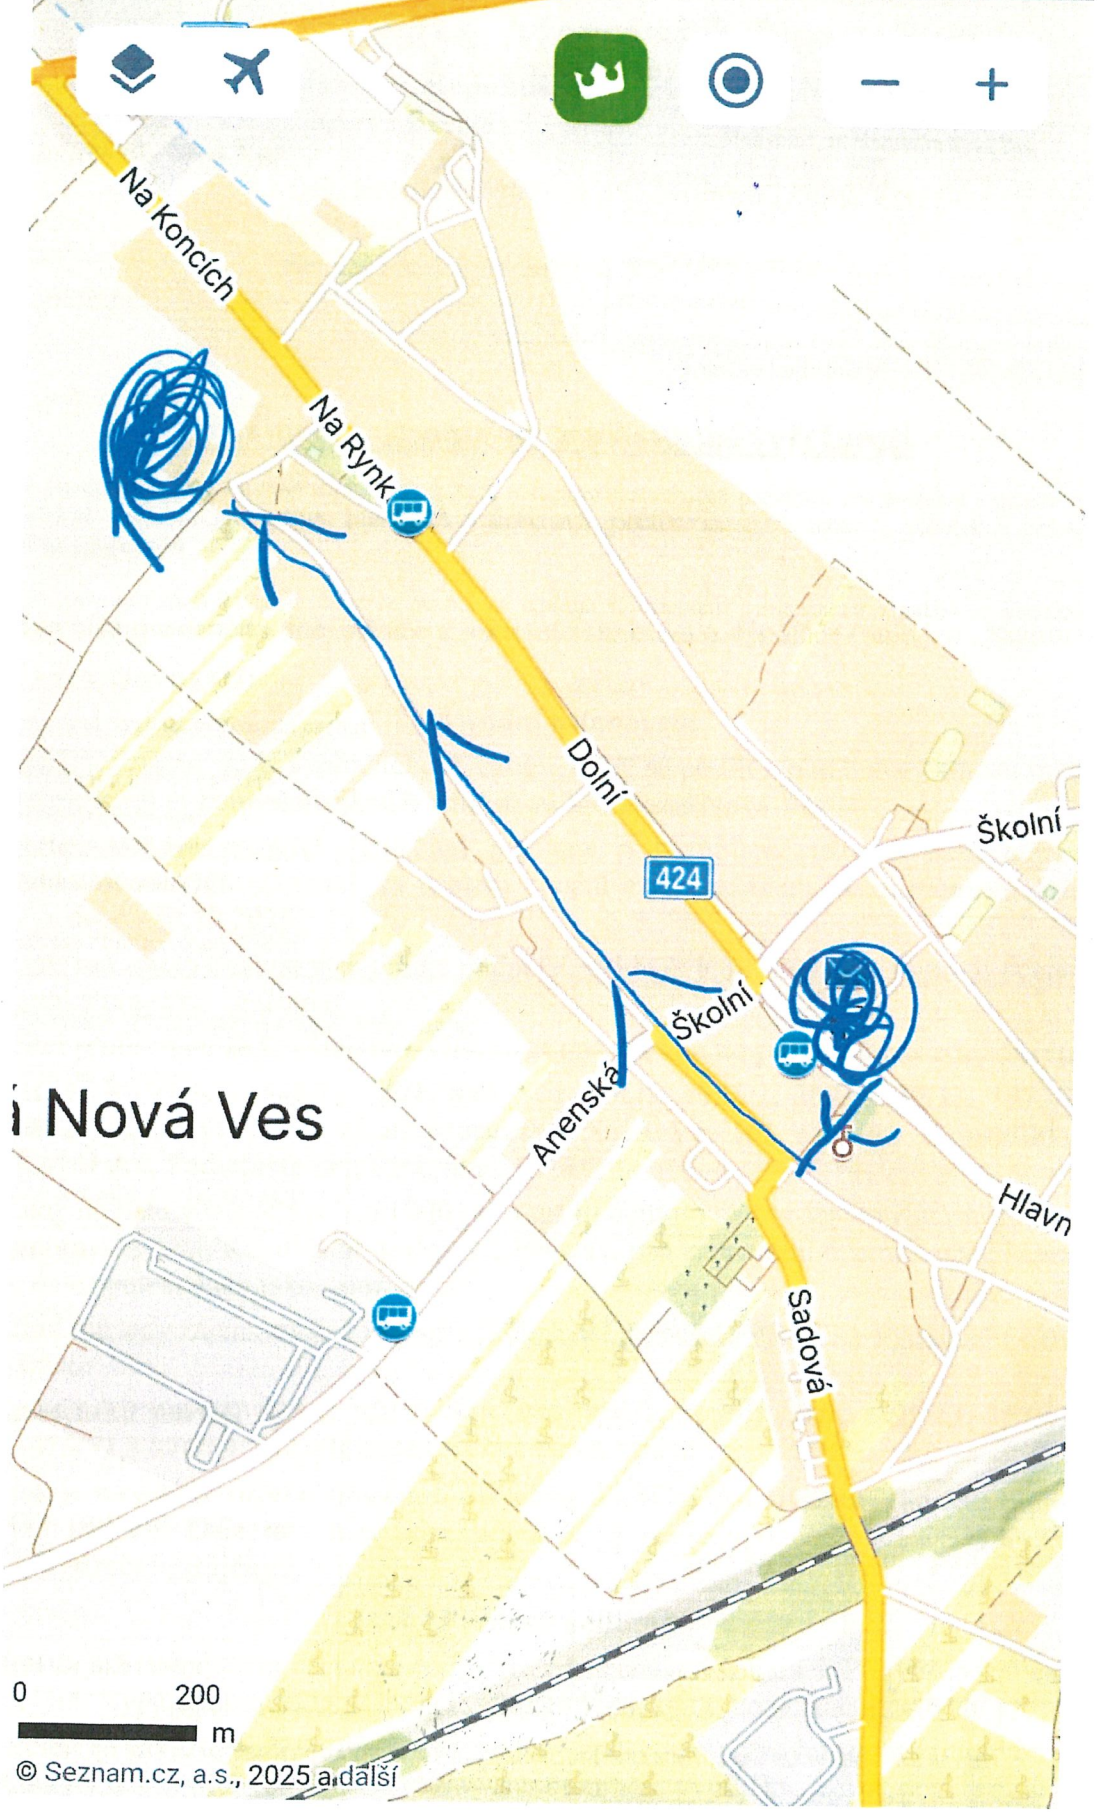 Na Koncích
Na Rynk
Dolní
Školní
424
Školní
Anenská
á Nová Ves
Hlavn
Sadová
0 200
m
© Seznam.cz, a.s., 2025 a další